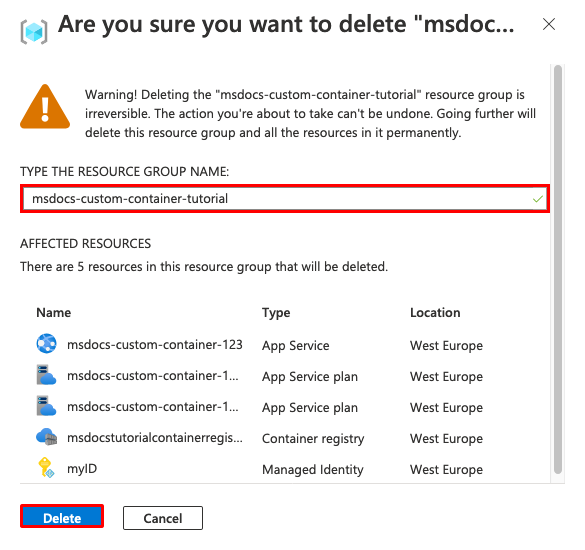 Are you sure you want to delete "msdoc...
Warning! Deleting the "msdocs-custom-container-tutorial" resource group is
irreversible. The action you're about to take can't be undone. Going further will
delete this resource group and all the resources in it permanently.
TYPE THE RESOURCE GROUP NAME:
msdocs-custom-container-tutorial
AFFECTED RESOURCES
There are 5 resources in this resource group that will be deleted.
Name Type Location
msdocs-custom-container-123 App Service West Europe
msdocs-custom-container-1... App Service plan West Europe
msdocs-custom-container-1... App Service plan West Europe
msdocstutorialcontainerregis... Container registry West Europe
myID Managed Identity West Europe
Delete Cancel